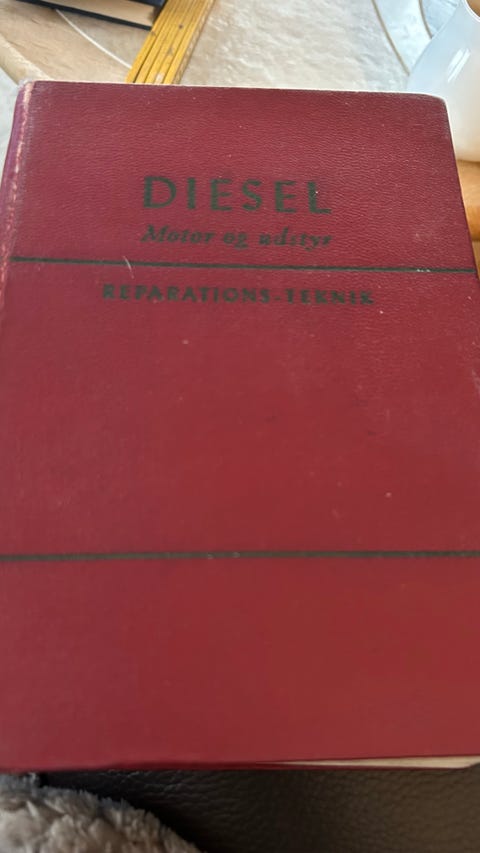 DIESEL
Motor og udstyr
REPARATIONS-TEKNIK